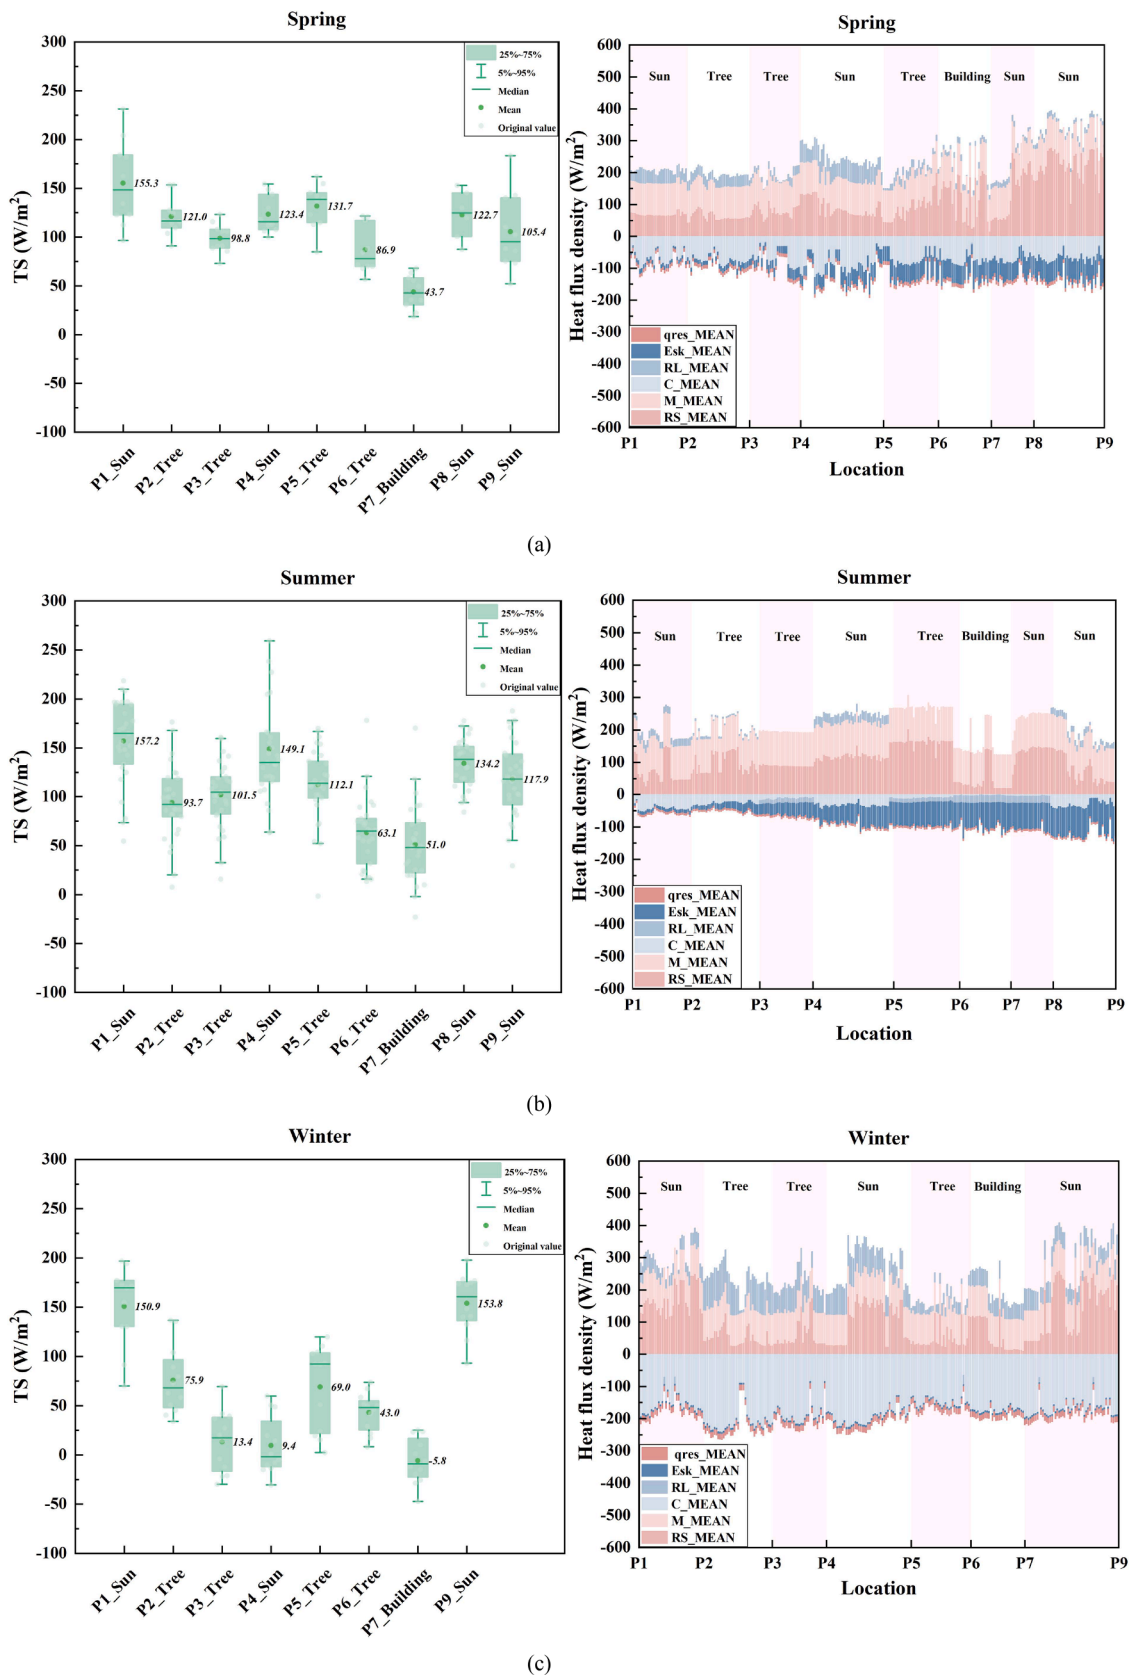 Spring
300
250
200
150
100
50
0
-50
-100
TS (W/m²)
25%~75%
5%~95%
Median
Mean
Original value
155.3
121.0
98.8
123.4
131.7
86.9
43.7
122.7
105.4
P1_Sun
P2_Tree
P3_Tree
P4_Sun
P5_Tree
P6_Tree
P7_Building
P8_Sun
P9_Sun
Spring
600
500
400
300
200
100
0
-100
-200
-300
-400
-500
-600
Heat flux density (W/m²)
Sun Tree Tree Sun Tree Building Sun Sun
qres_MEAN
Esk_MEAN
RL_MEAN
C_MEAN
M_MEAN
RS_MEAN
P1 P2 P3 P4 P5 P6 P7 P8 P9
Location
(a)
Summer
300
250
200
150
100
50
0
-50
-100
TS (W/m²)
25%~75%
5%~95%
Median
Mean
Original value
157.2
93.7
101.5
149.1
112.1
63.1
51.0
134.2
117.9
P1_Sun
P2_Tree
P3_Tree
P4_Sun
P5_Tree
P6_Tree
P7_Building
P8_Sun
P9_Sun
Summer
600
500
400
300
200
100
0
-100
-200
-300
-400
-500
-600
Heat flux density (W/m²)
Sun Tree Tree Sun Tree Building Sun Sun
qres_MEAN
Esk_MEAN
RL_MEAN
C_MEAN
M_MEAN
RS_MEAN
P1 P2 P3 P4 P5 P6 P7 P8 P9
Location
(b)
Winter
300
250
200
150
100
50
0
-50
-100
TS (W/m²)
25%~75%
5%~95%
Median
Mean
Original value
150.9
75.9
13.4
9.4
69.0
43.0
-5.8
153.8
P1_Sun
P2_Tree
P3_Tree
P4_Sun
P5_Tree
P6_Tree
P7_Building
P9_Sun
Winter
600
500
400
300
200
100
0
-100
-200
-300
-400
-500
-600
Heat flux density (W/m²)
Sun Tree Tree Sun Tree Building Sun
qres_MEAN
Esk_MEAN
RL_MEAN
C_MEAN
M_MEAN
RS_MEAN
P1 P2 P3 P4 P5 P6 P7 P9
Location
(c)